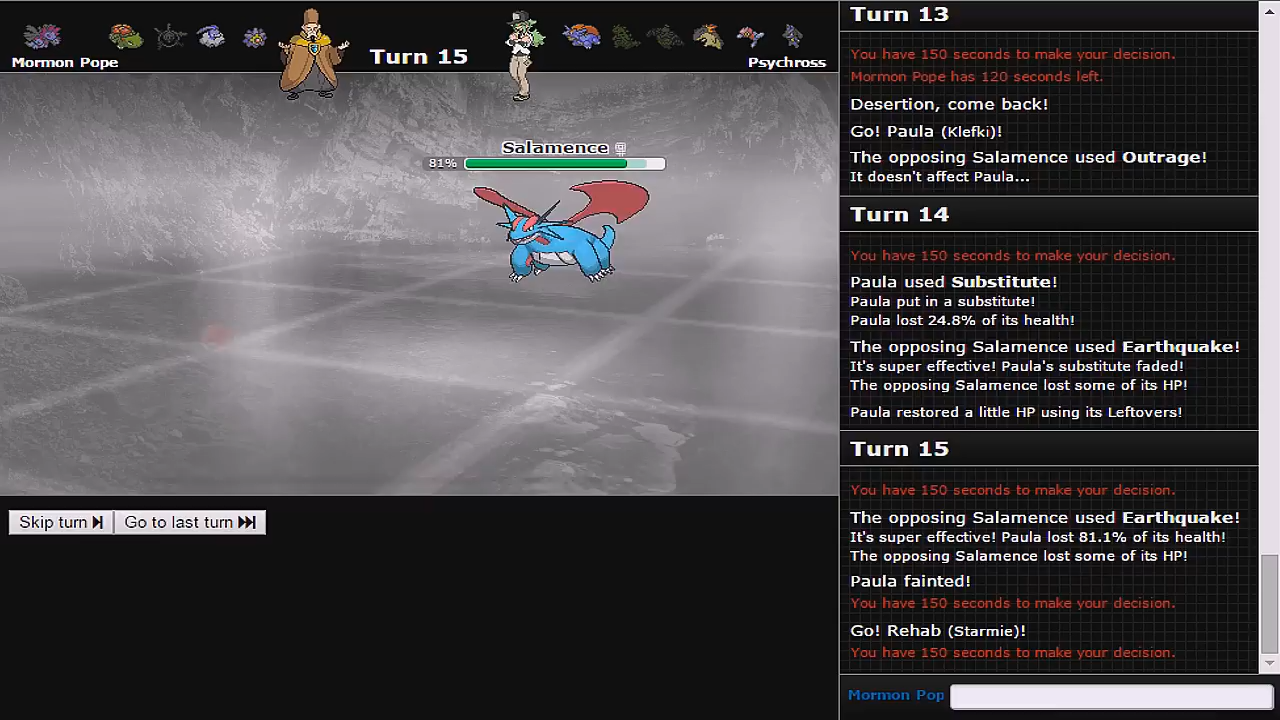 Mormon Pope
Turn 15
Psychross
Salamence
81%
Skip turn
Go to last turn
Turn 13
You have 150 seconds to make your decision.
Mormon Pope has 120 seconds left.
Desertion, come back!
Go! Paula (Klefki)!
The opposing Salamence used Outrage!
It doesn't affect Paula...
Turn 14
You have 150 seconds to make your decision.
Paula used Substitute!
Paula put in a substitute!
Paula lost 24.8% of its health!
The opposing Salamence used Earthquake!
It's super effective! Paula's substitute faded!
The opposing Salamence lost some of its HP!
Paula restored a little HP using its Leftovers!
Turn 15
You have 150 seconds to make your decision.
The opposing Salamence used Earthquake!
It's super effective! Paula lost 81.1% of its health!
The opposing Salamence lost some of its HP!
Paula fainted!
You have 150 seconds to make your decision.
Go! Rehab (Starmie)!
You have 150 seconds to make your decision.
Mormon Pop